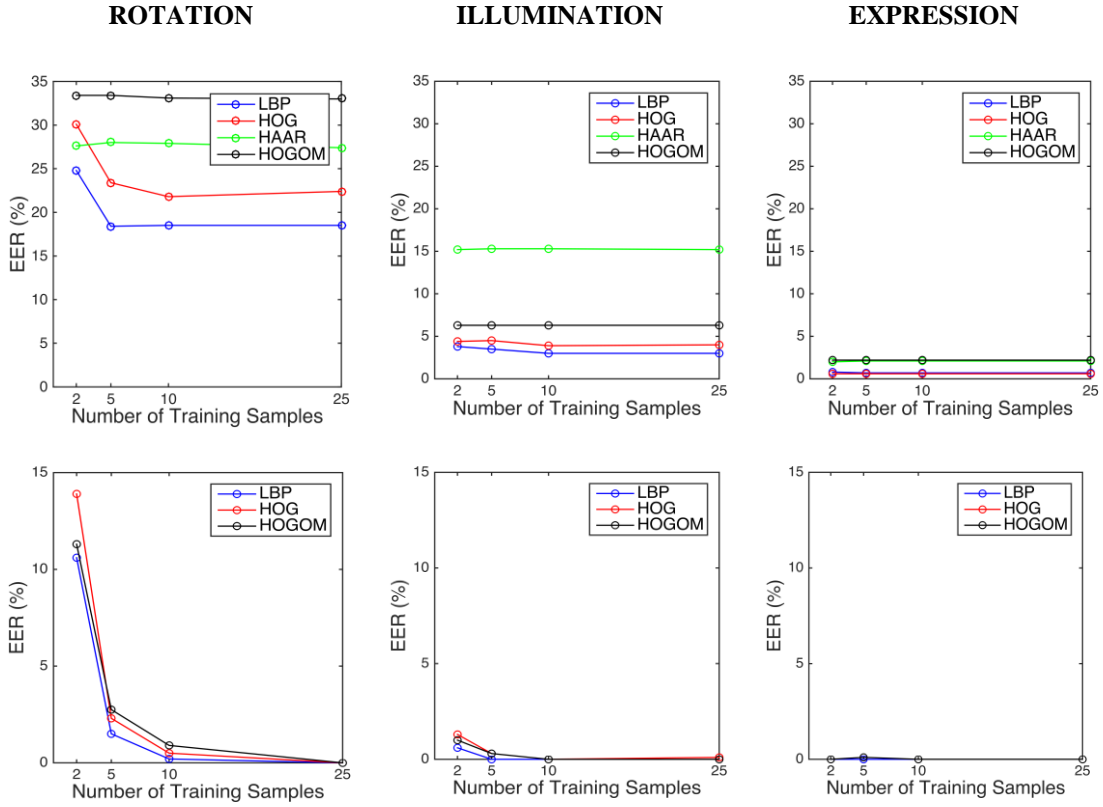 ROTATION ILLUMINATION EXPRESSION
35
30
25
20
15
10
5
0
EER (%)
2 5 10 25
Number of Training Samples
LBP
HOG
HAAR
HOGOM
35
30
25
20
15
10
5
0
EER (%)
2 5 10 25
Number of Training Samples
LBP
HOG
HAAR
HOGOM
35
30
25
20
15
10
5
0
EER (%)
2 5 10 25
Number of Training Samples
LBP
HOG
HAAR
HOGOM
15
10
5
0
EER (%)
2 5 10 25
Number of Training Samples
LBP
HOG
HOGOM
15
10
5
0
EER (%)
2 5 10 25
Number of Training Samples
LBP
HOG
HOGOM
15
10
5
0
EER (%)
2 5 10 25
Number of Training Samples
LBP
HOG
HOGOM